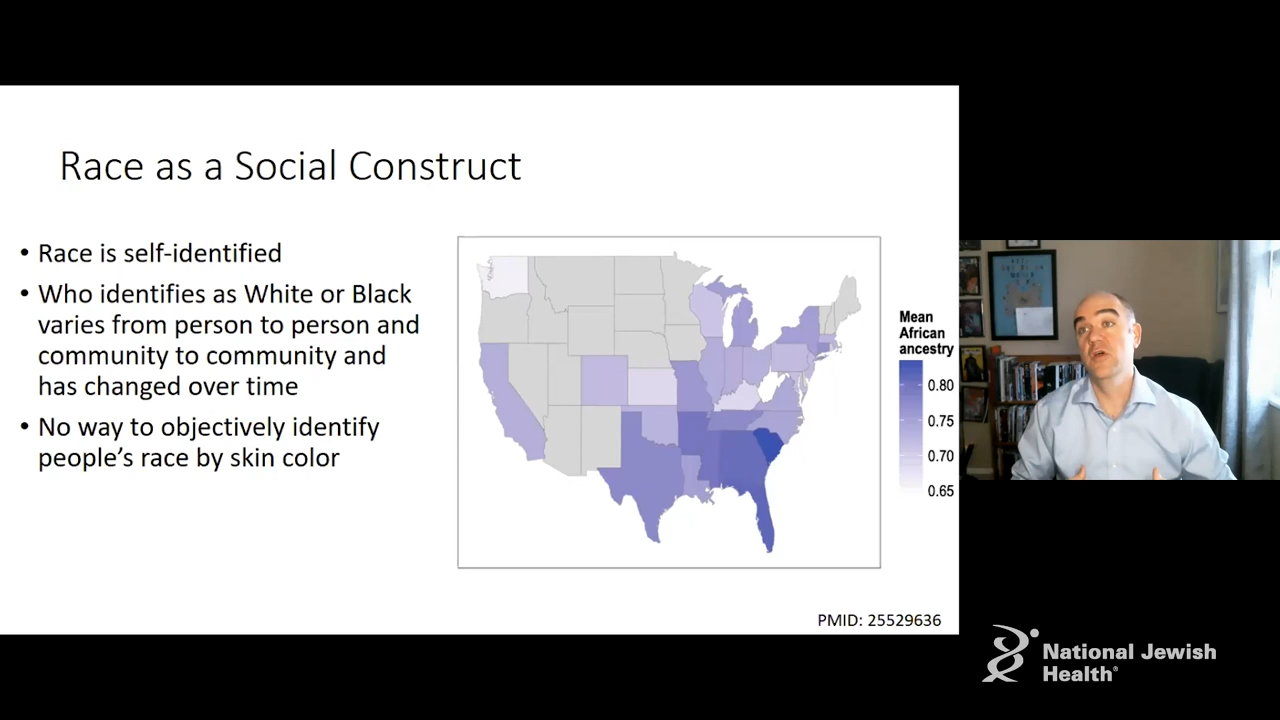 Race as a Social Construct
• Race is self-identified
• Who identifies as White or Black
varies from person to person and
community to community and
has changed over time
• No way to objectively identify
people's race by skin color
Mean
African
ancestry
0.80
0.75
0.70
0.65
PMID: 25529636
National Jewish
Health®